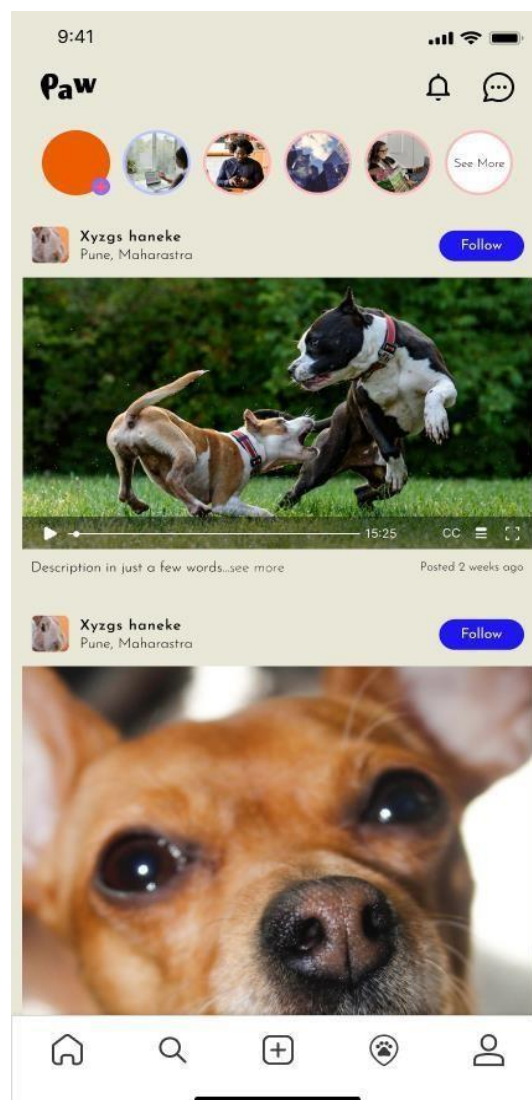 9:41
Paw
See More
Xyzgs haneke
Pune, Maharastra
Follow
15:25 CC
Description in just a few words...see more
Posted 2 weeks ago
Xyzgs haneke
Pune, Maharastra
Follow